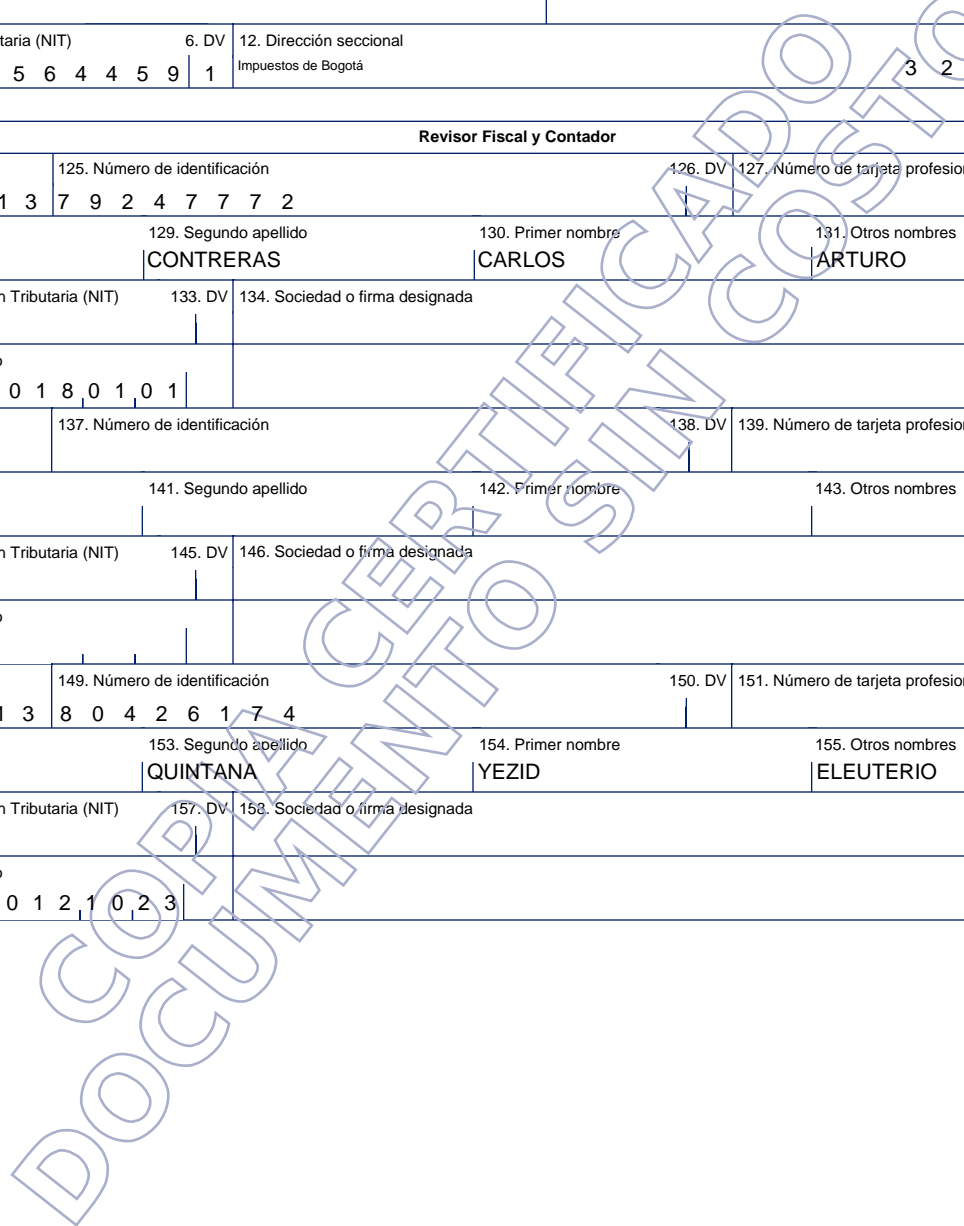 taria (NIT) 6. DV 12. Dirección seccional
5 6 4 4 5 9 1 Impuestos de Bogotá 3 2
Revisor Fiscal y Contador
125. Número de identificación 126. DV 127. Número de tarjeta profesion
1 3 7 9 2 4 7 7 7 2
129. Segundo apellido 130. Primer nombre 131. Otros nombres
CONTRERAS CARLOS ARTURO
n Tributaria (NIT) 133. DV 134. Sociedad o firma designada
o
0 1 8 0 1 0 1
137. Número de identificación 138. DV 139. Número de tarjeta profesion
141. Segundo apellido 142. Primer nombre 143. Otros nombres
n Tributaria (NIT) 145. DV 146. Sociedad o firma designada
o
149. Número de identificación 150. DV 151. Número de tarjeta profesion
1 3 8 0 4 2 6 1 7 4
153. Segundo apellido 154. Primer nombre 155. Otros nombres
QUINTANA YEZID ELEUTERIO
n Tributaria (NIT) 157. DV 158. Sociedad o firma designada
o
0 1 2 1 0 2 3
COPIA CERTIFICADO
DOCUMENTO SIN COSTO